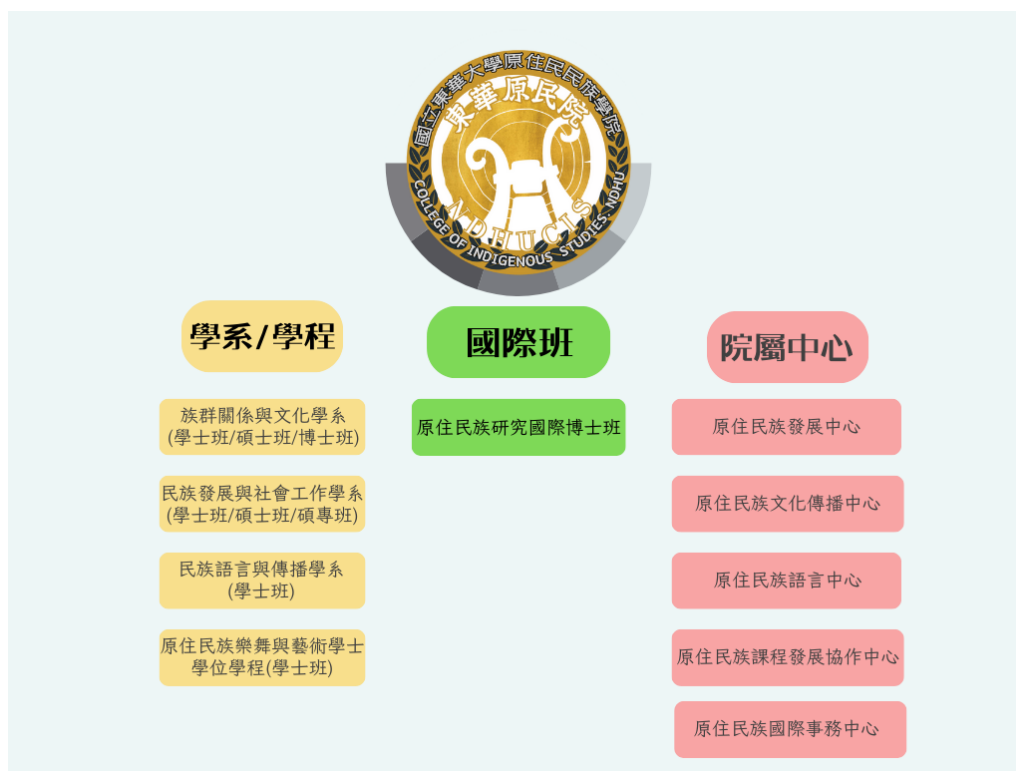 國立東華大學原住民民族學院
東華原民院
NDHUCIS
COLLEGE OF INDIGENOUS STUDIES, NDHU
學系/學程
族群關係與文化學系
(學士班/碩士班/博士班)
民族發展與社會工作學系
(學士班/碩士班/碩專班)
民族語言與傳播學系
(學士班)
原住民族樂舞與藝術學士
學位學程(學士班)
國際班
原住民族研究國際博士班
院屬中心
原住民族發展中心
原住民族文化傳播中心
原住民族語言中心
原住民族課程發展協作中心
原住民族國際事務中心